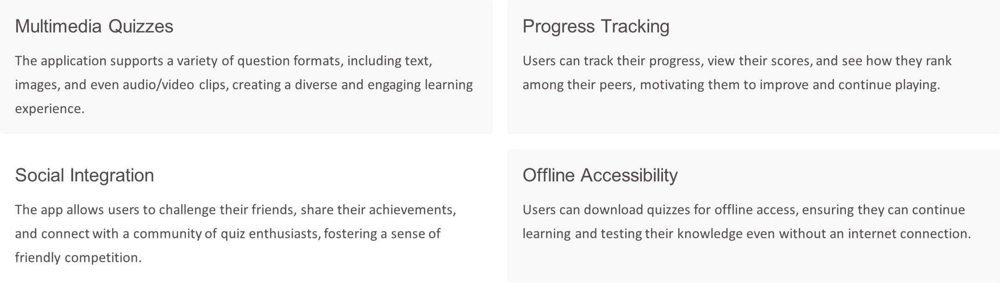 Multimedia Quizzes
The application supports a variety of question formats, including text,
images, and even audio/video clips, creating a diverse and engaging learning
experience.
Progress Tracking
Users can track their progress, view their scores, and see how they rank
among their peers, motivating them to improve and continue playing.
Social Integration
The app allows users to challenge their friends, share their achievements,
and connect with a community of quiz enthusiasts, fostering a sense of
friendly competition.
Offline Accessibility
Users can download quizzes for offline access, ensuring they can continue
learning and testing their knowledge even without an internet connection.